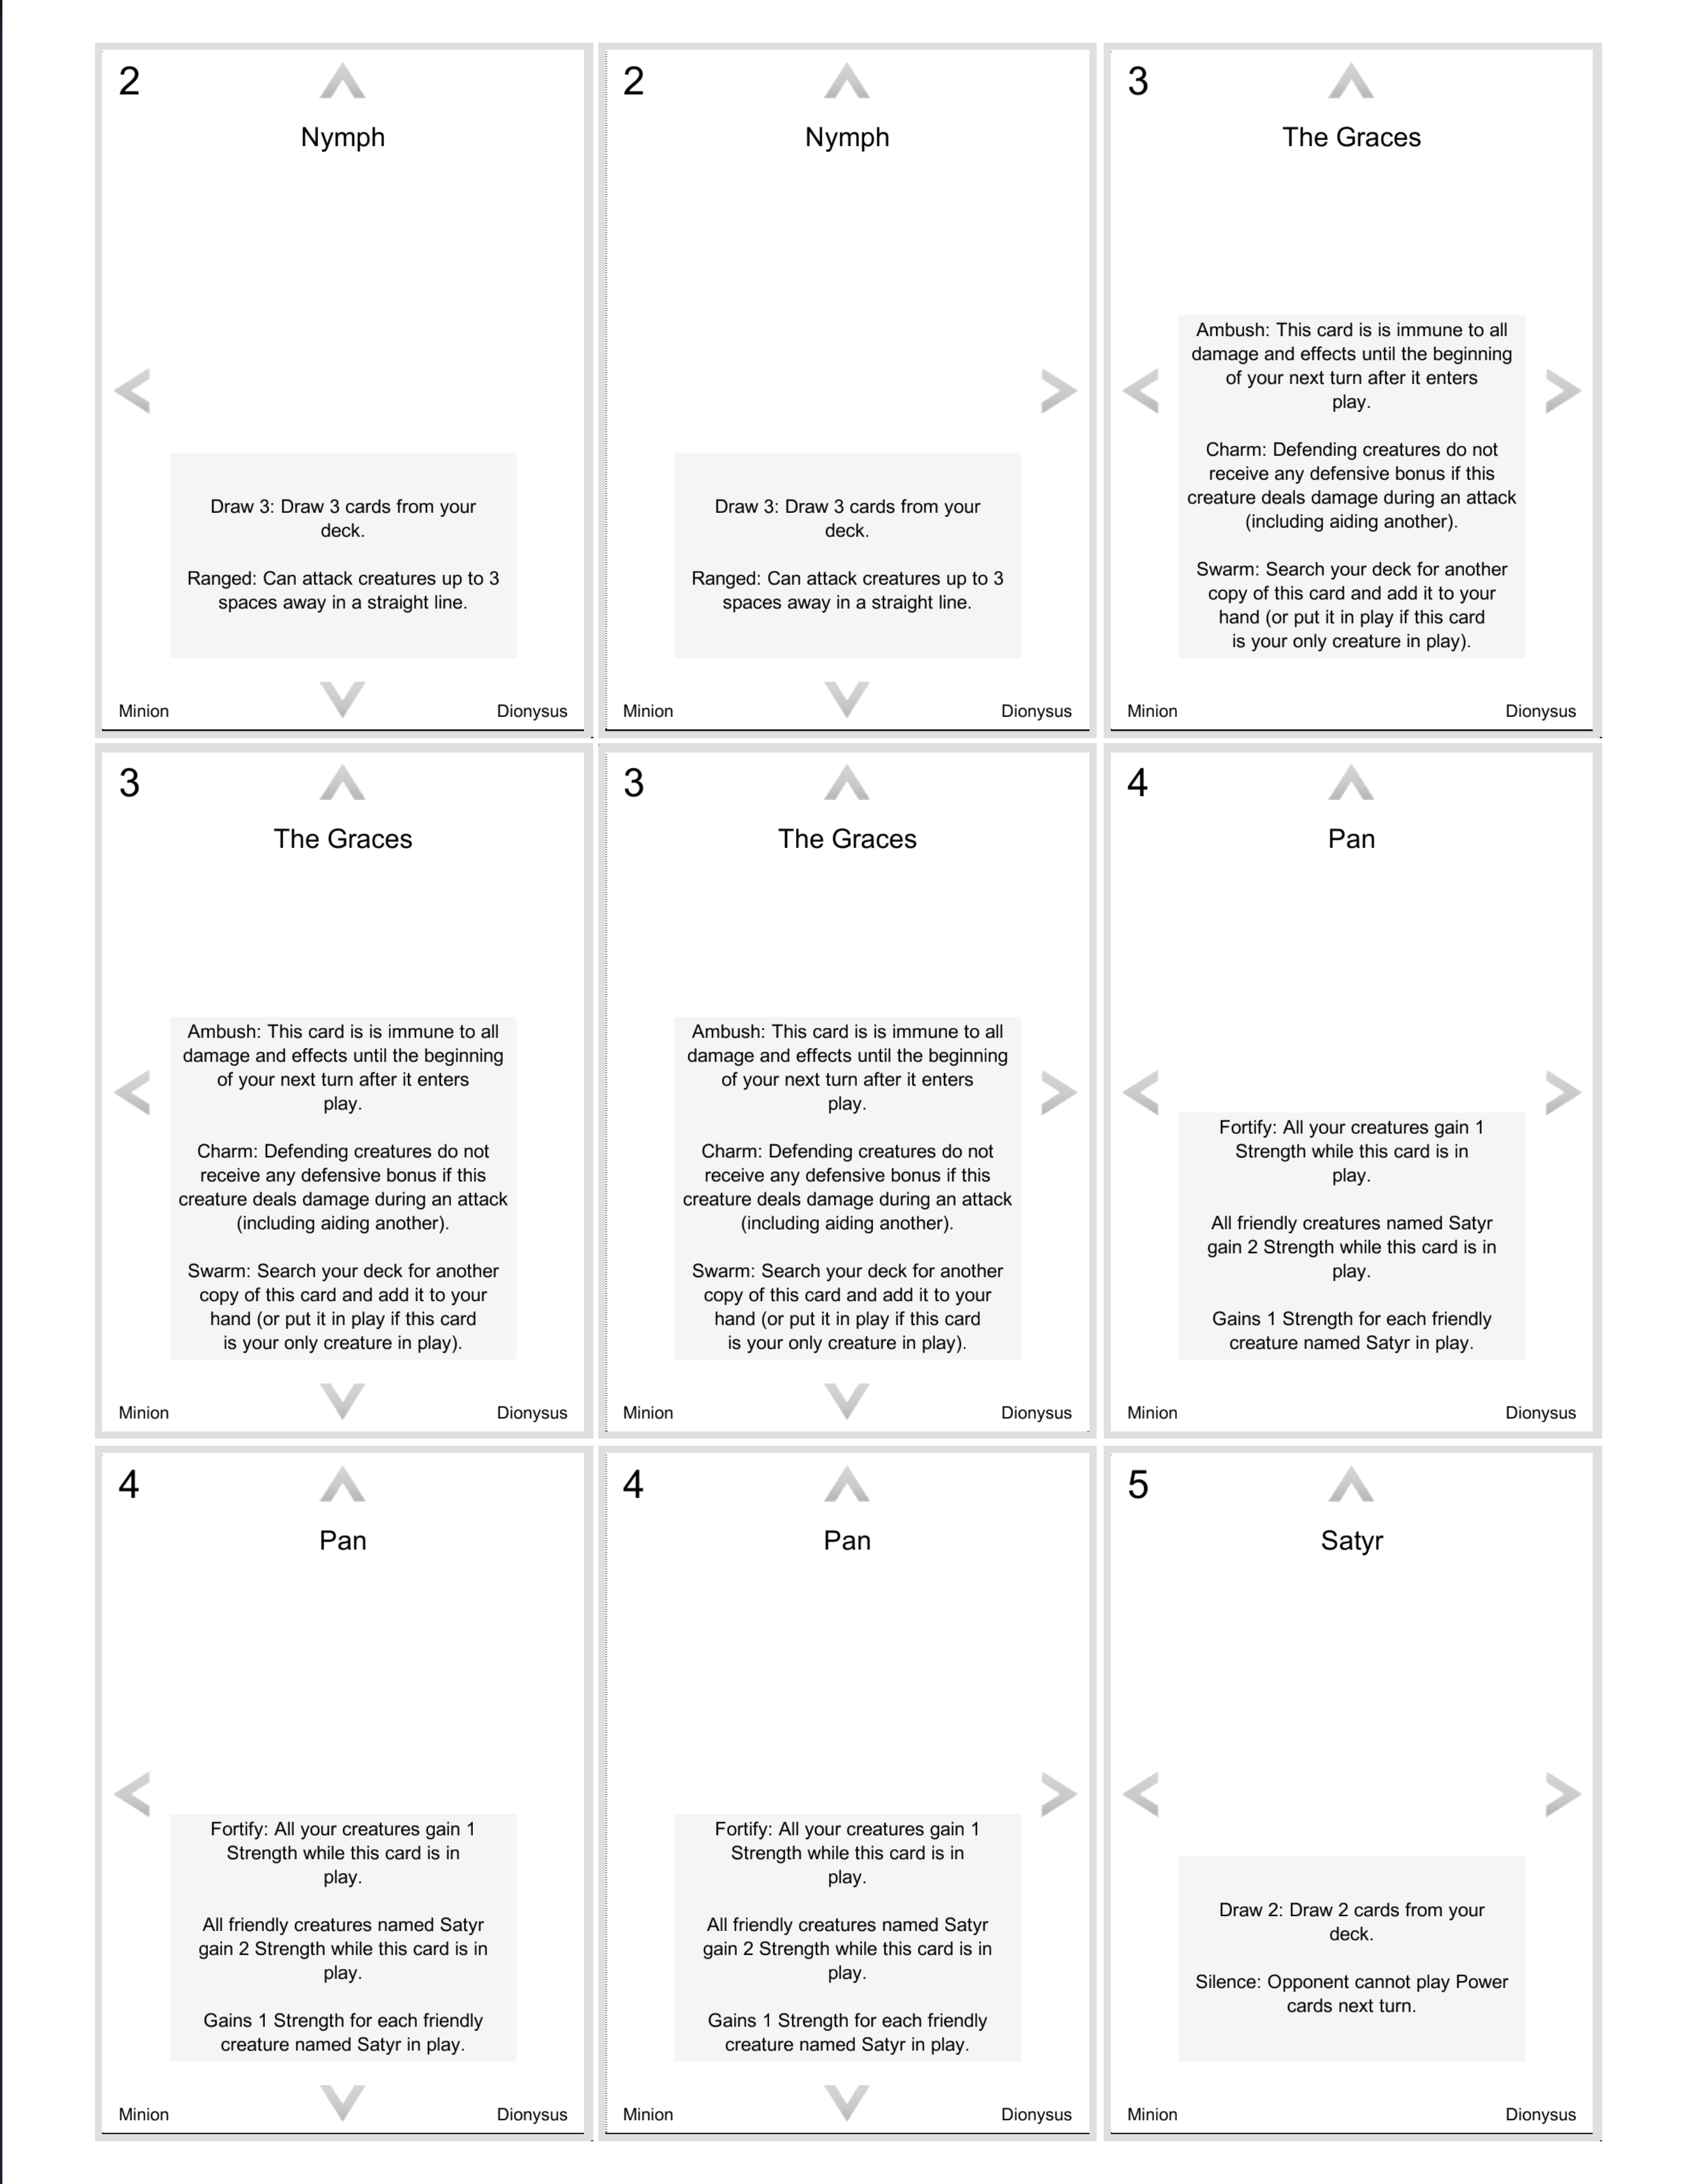 2
Nymph
Draw 3: Draw 3 cards from your
deck.
Ranged: Can attack creatures up to 3
spaces away in a straight line.
Minion
Dionysus
2
Nymph
Draw 3: Draw 3 cards from your
deck.
Ranged: Can attack creatures up to 3
spaces away in a straight line.
Minion
Dionysus
3
The Graces
Ambush: This card is is immune to all
damage and effects until the beginning
of your next turn after it enters
play.
Charm: Defending creatures do not
receive any defensive bonus if this
creature deals damage during an attack
(including aiding another).
Swarm: Search your deck for another
copy of this card and add it to your
hand (or put it in play if this card
is your only creature in play).
Minion
Dionysus
3
The Graces
Ambush: This card is is immune to all
damage and effects until the beginning
of your next turn after it enters
play.
Charm: Defending creatures do not
receive any defensive bonus if this
creature deals damage during an attack
(including aiding another).
Swarm: Search your deck for another
copy of this card and add it to your
hand (or put it in play if this card
is your only creature in play).
Minion
Dionysus
3
The Graces
Ambush: This card is is immune to all
damage and effects until the beginning
of your next turn after it enters
play.
Charm: Defending creatures do not
receive any defensive bonus if this
creature deals damage during an attack
(including aiding another).
Swarm: Search your deck for another
copy of this card and add it to your
hand (or put it in play if this card
is your only creature in play).
Minion
Dionysus
4
Pan
Fortify: All your creatures gain 1
Strength while this card is in
play.
All friendly creatures named Satyr
gain 2 Strength while this card is in
play.
Gains 1 Strength for each friendly
creature named Satyr in play.
Minion
Dionysus
4
Pan
Fortify: All your creatures gain 1
Strength while this card is in
play.
All friendly creatures named Satyr
gain 2 Strength while this card is in
play.
Gains 1 Strength for each friendly
creature named Satyr in play.
Minion
Dionysus
4
Pan
Fortify: All your creatures gain 1
Strength while this card is in
play.
All friendly creatures named Satyr
gain 2 Strength while this card is in
play.
Gains 1 Strength for each friendly
creature named Satyr in play.
Minion
Dionysus
5
Satyr
Draw 2: Draw 2 cards from your
deck.
Silence: Opponent cannot play Power
cards next turn.
Minion
Dionysus